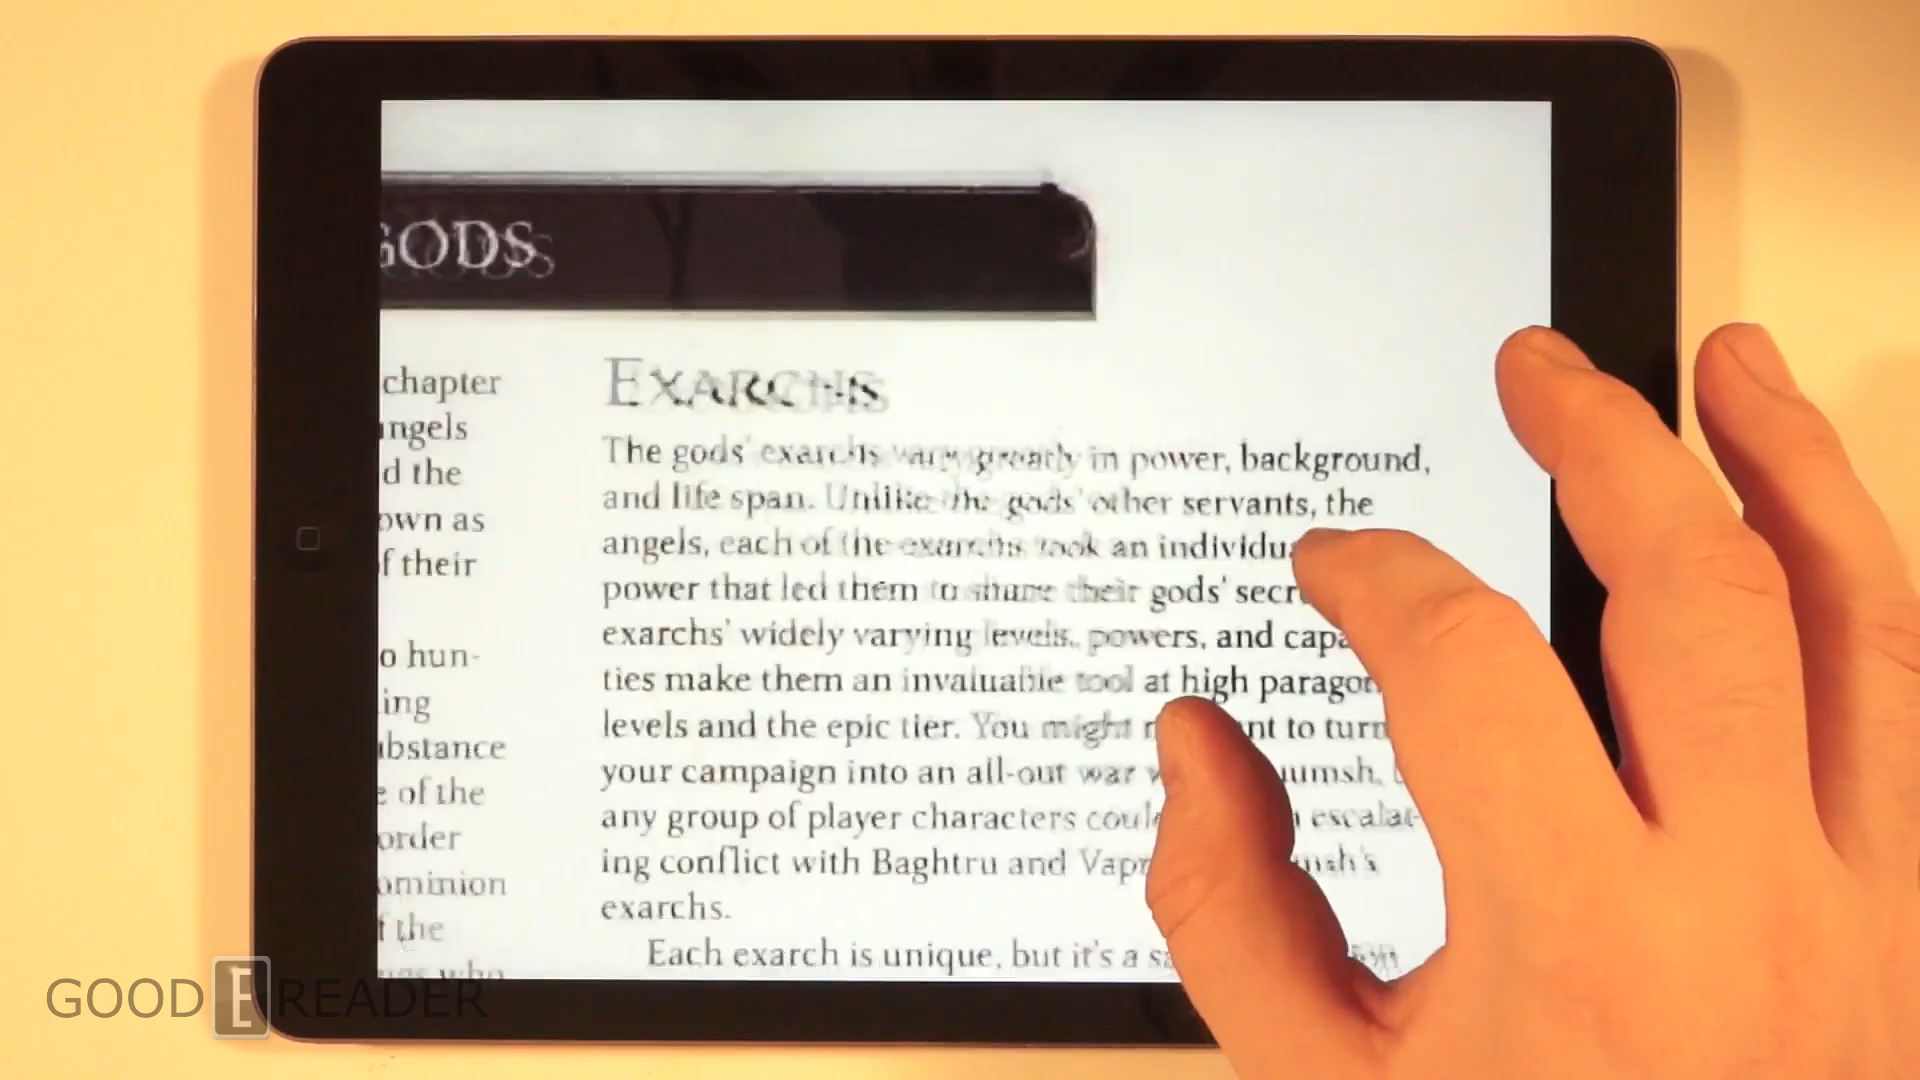 GODS
chapter
ngels
d the
own as
f their
o hun-
ing
bstance
e of the
order
ominion
f the
EXARCHS
The gods' exarchs vary greatly in power, background,
and life span. Unlike the gods' other servants, the
angels, each of the exarchs took an individu
power that led them to share their gods' secr
exarchs' widely varying levels, powers, and capa
ties make them an invaluable tool at high paragon
levels and the epic tier. You might nt to turn
your campaign into an all-out war umsh,
any group of player characters could escalat-
ing conflict with Baghtru and Vapr umsh's
exarchs.
Each exarch is unique, but it's a sa
GOOD E READER